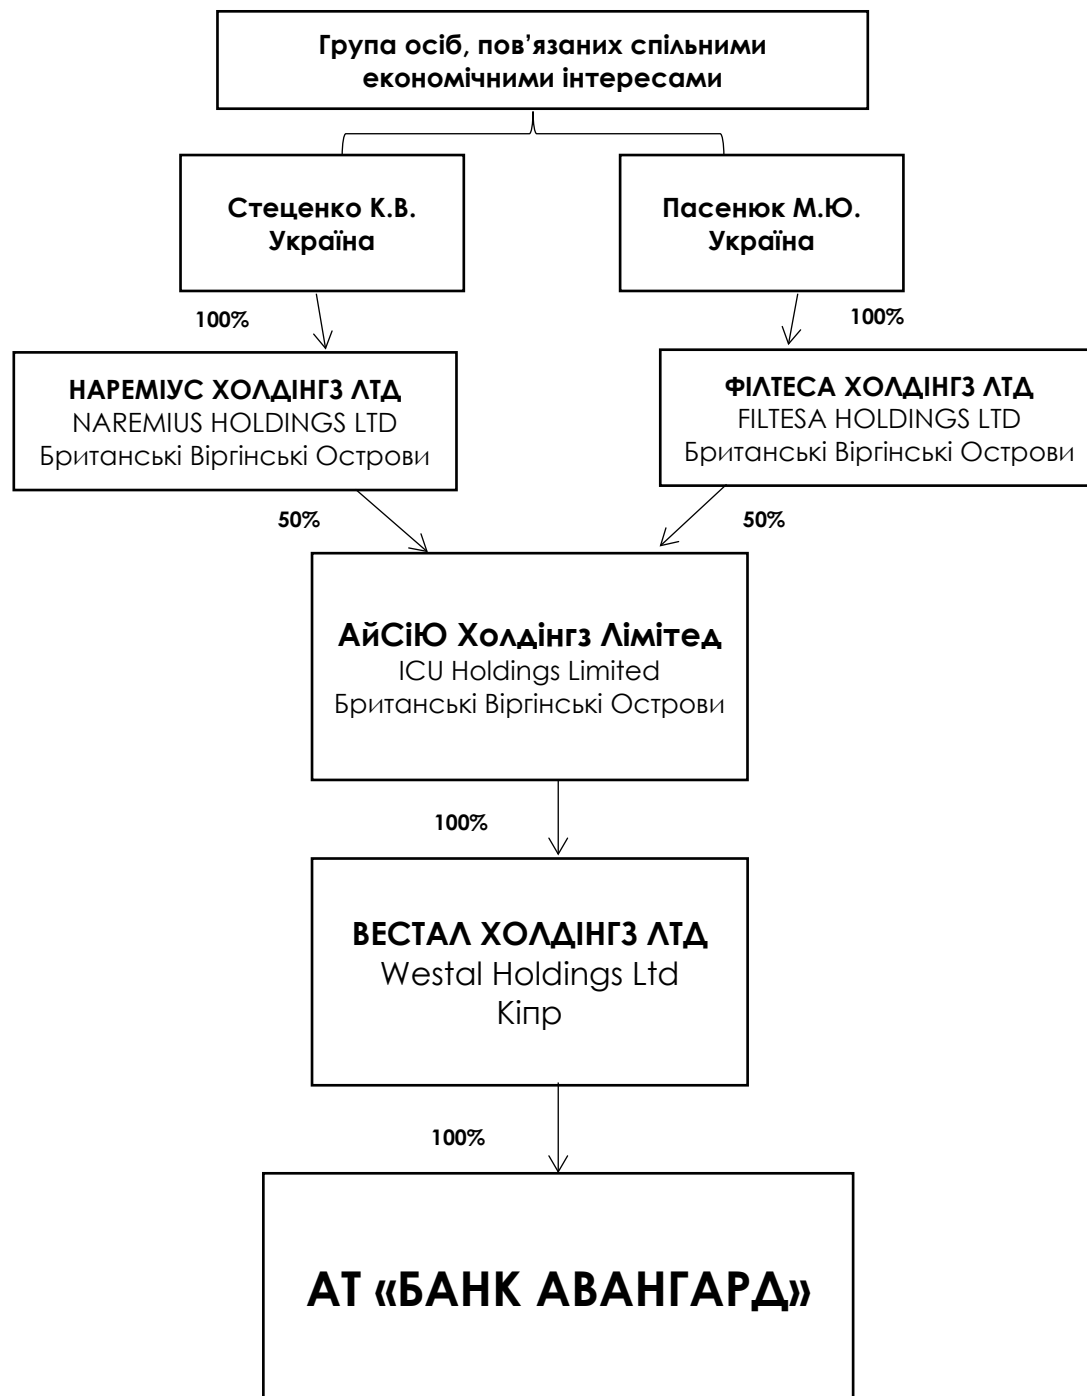 Група осіб, пов’язаних спільними
економічними інтересами
Стеценко К.В.
Україна
Пасенюк М.Ю.
Україна
100%
100%
НАРЕМІУС ХОЛДІНГЗ ЛТД
NAREMIUS HOLDINGS LTD
Британські Віргінські Острови
ФІЛТЕСА ХОЛДІНГЗ ЛТД
FILTESA HOLDINGS LTD
Британські Віргінські Острови
50%
50%
АйСіЮ Холдінгз Лімітед
ICU Holdings Limited
Британські Віргінські Острови
100%
ВЕСТАЛ ХОЛДІНГЗ ЛТД
Westal Holdings Ltd
Кіпр
100%
АТ «БАНК АВАНГАРД»